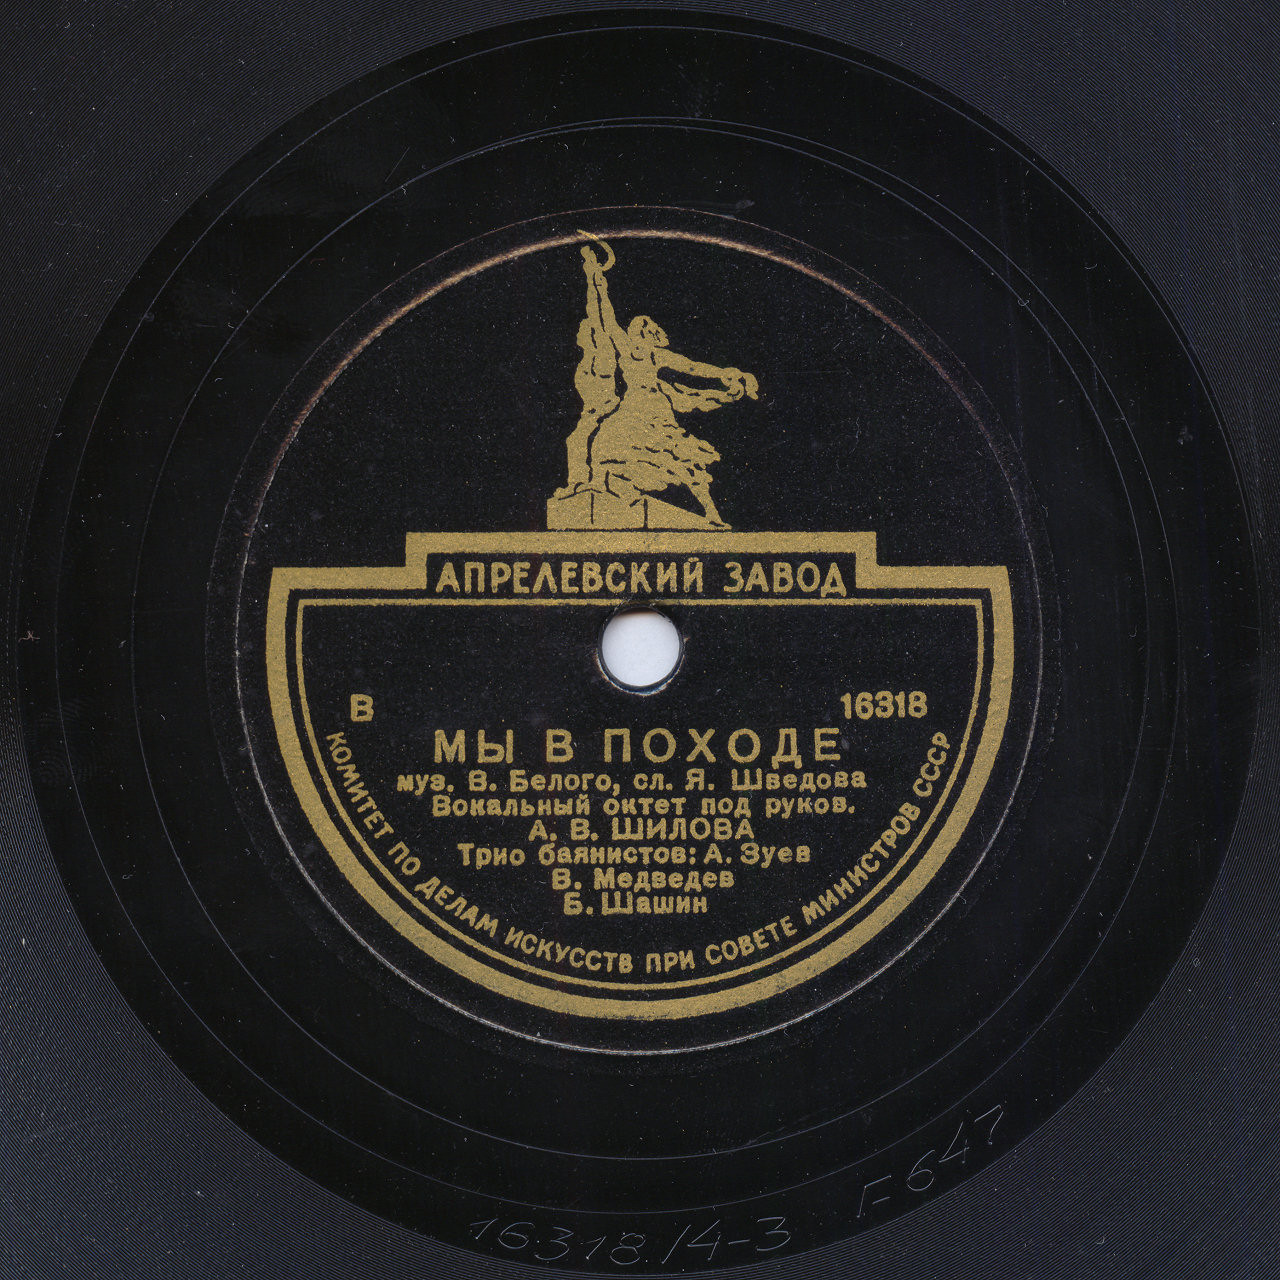 АПРЕЛЕВСКИЙ ЗАВОД
В 16318
МЫ В ПОХОДЕ
муз. В. Белого, сл. Я. Шведова
Вокальный октет под руков.
А. В. ШИЛОВА
Трио баянистов: А. Зуев
В. Медведев
Б. Шашин
КОМИТЕТ ПО ДЕЛАМ ИСКУССТВ ПРИ СОВЕТЕ МИНИСТРОВ СССР
16318/4-3 F647